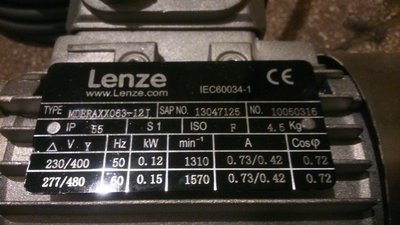 Lenze
www.Lenze.com IEC60034-1 CE
TYPE MDERAXX063-12I SAP NO. 13047125 NO. 10050315
IP 55 S1 ISO F 4.5 Kg
Δ V Y Hz kW min⁻¹ A Cosφ
230/400 50 0.12 1310 0.73/0.42 0.72
277/480 60 0.15 1570 0.73/0.42 0.72